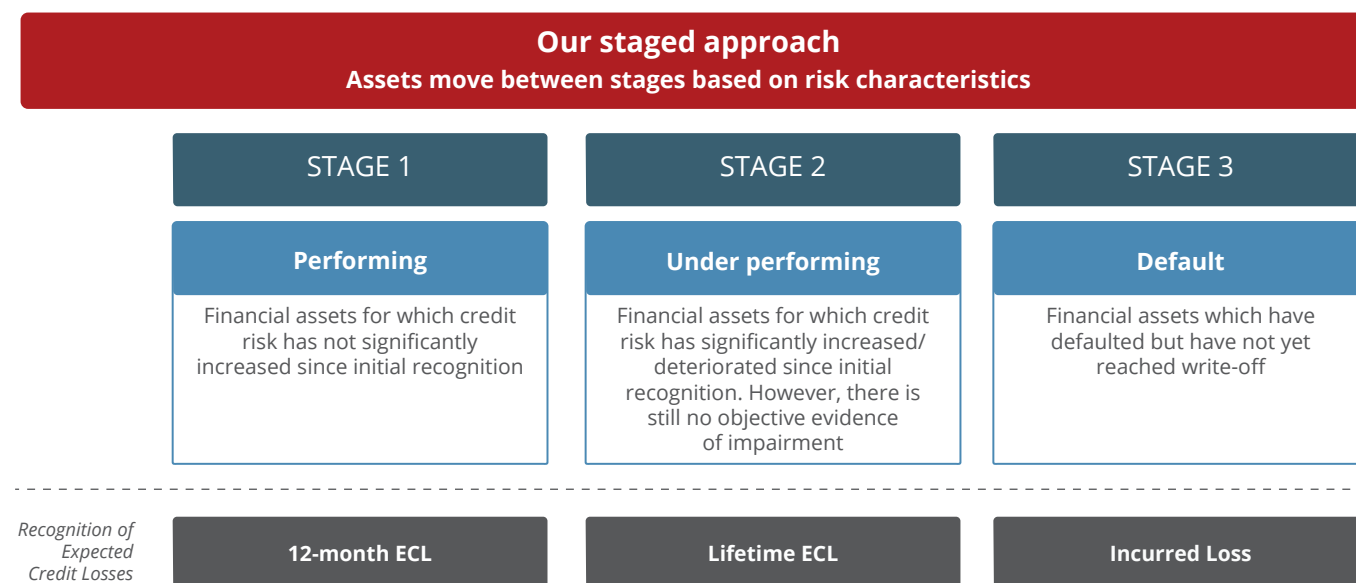 Our staged approach
Assets move between stages based on risk characteristics
STAGE 1
STAGE 2
STAGE 3
Performing
Under performing
Default
Financial assets for which credit
risk has not significantly
increased since initial recognition
Financial assets for which credit
risk has significantly increased/
deteriorated since initial
recognition. However, there is
still no objective evidence
of impairment
Financial assets which have
defaulted but have not yet
reached write-off
Recognition of
Expected
Credit Losses
12-month ECL
Lifetime ECL
Incurred Loss